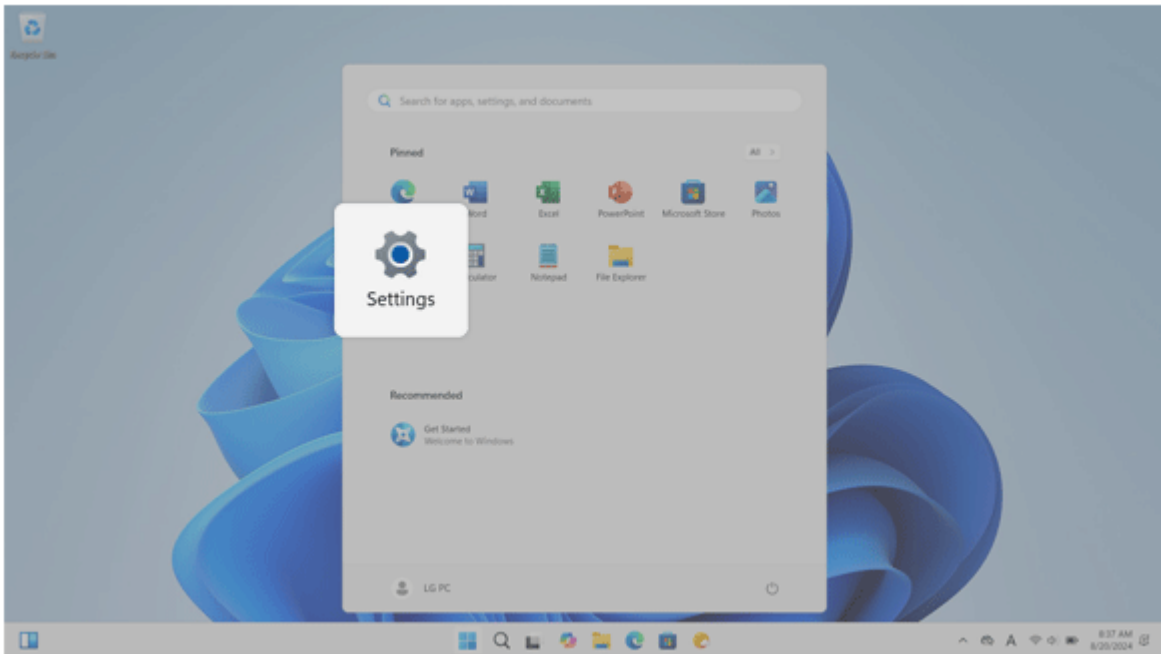 Search for apps, settings, and documents
Pinned
All >
Word
Excel
PowerPoint
Microsoft Store
Photos
Settings
Notepad
File Explorer
Recommended
Get Started
Welcome to Windows
LG PC
A
8:37 AM
8/20/2024